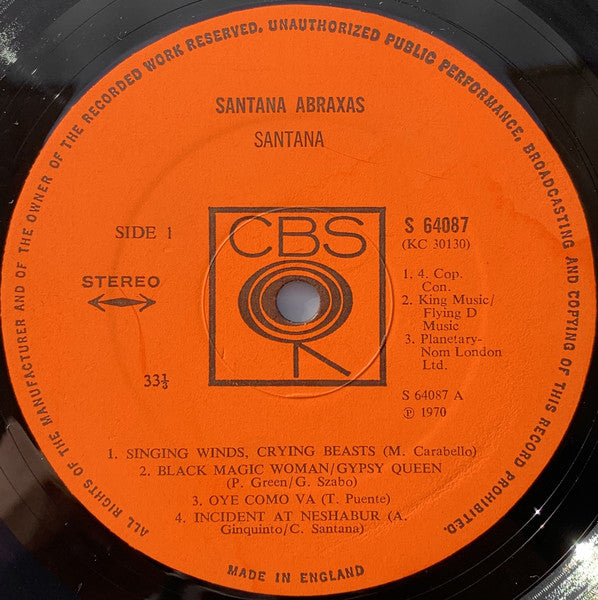 ALL RIGHTS OF THE MANUFACTURER AND OF THE OWNER OF THE RECORDED WORK RESERVED. UNAUTHORIZED PUBLIC PERFORMANCE, BROADCASTING AND COPYING OF THIS RECORD PROHIBITED.
SANTANA ABRAXAS
SANTANA
SIDE 1
STEREO
33⅓
CBS
S 64087
(KC 30130)
1. 4. Cop.
Con.
2. King Music/
Flying D
Music
3. Planetary-
Nom London
Ltd.
S 64087 A
℗ 1970
1. SINGING WINDS, CRYING BEASTS (M. Carabello)
2. BLACK MAGIC WOMAN/GYPSY QUEEN
(P. Green/G. Szabo)
3. OYE COMO VA (T. Puente)
4. INCIDENT AT NESHABUR (A.
Ginquinto/C. Santana)
MADE IN ENGLAND